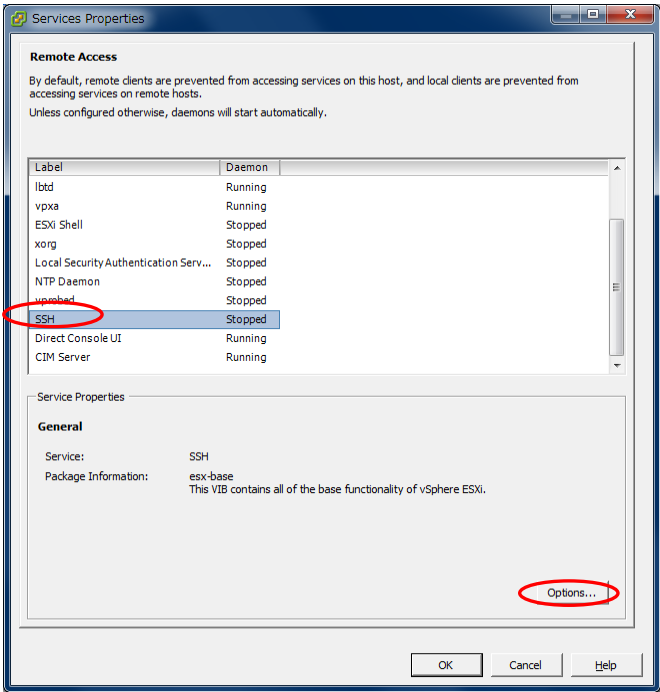 Services Properties
Remote Access
By default, remote clients are prevented from accessing services on this host, and local clients are prevented from
accessing services on remote hosts.
Unless configured otherwise, daemons will start automatically.
Label Daemon
lbtd Running
vpxa Running
ESXi Shell Stopped
xorg Stopped
Local Security Authentication Serv... Stopped
NTP Daemon Stopped
vprobed Stopped
SSH Stopped
Direct Console UI Running
CIM Server Running
Service Properties
General
Service: SSH
Package Information: esx-base
This VIB contains all of the base functionality of vSphere ESXi.
Options...
OK Cancel Help